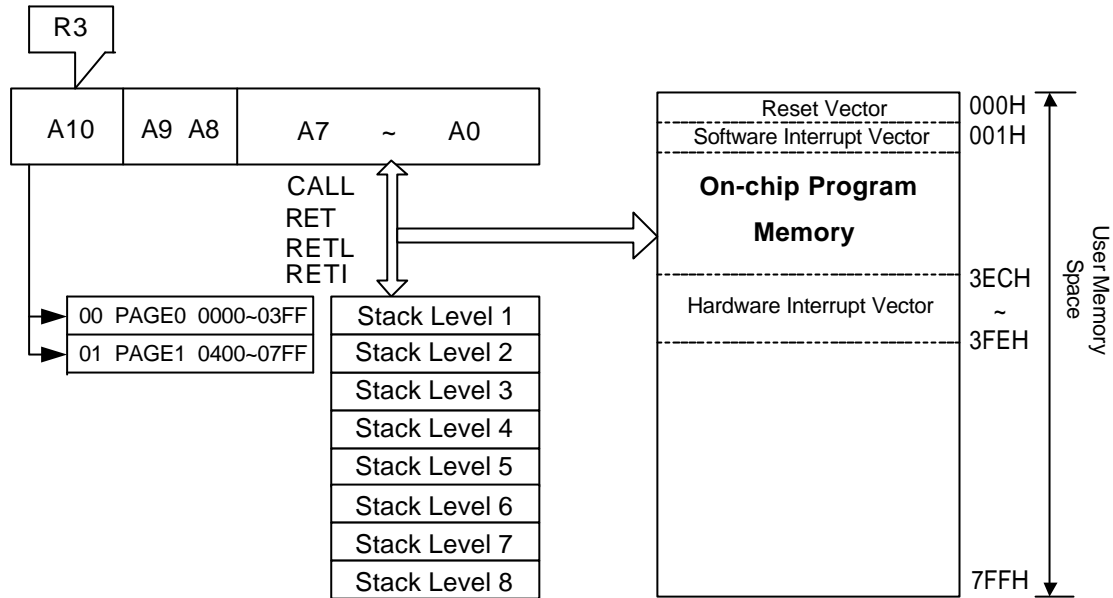 R3
A10 A9 A8 A7 ~ A0
CALL
RET
RETL
RETI
00 PAGE0 0000~03FF
01 PAGE1 0400~07FF
Stack Level 1
Stack Level 2
Stack Level 3
Stack Level 4
Stack Level 5
Stack Level 6
Stack Level 7
Stack Level 8
Reset Vector 000H
Software Interrupt Vector 001H
On-chip Program
Memory
3ECH
Hardware Interrupt Vector ~
3FEH
7FFH
User Memory
Space